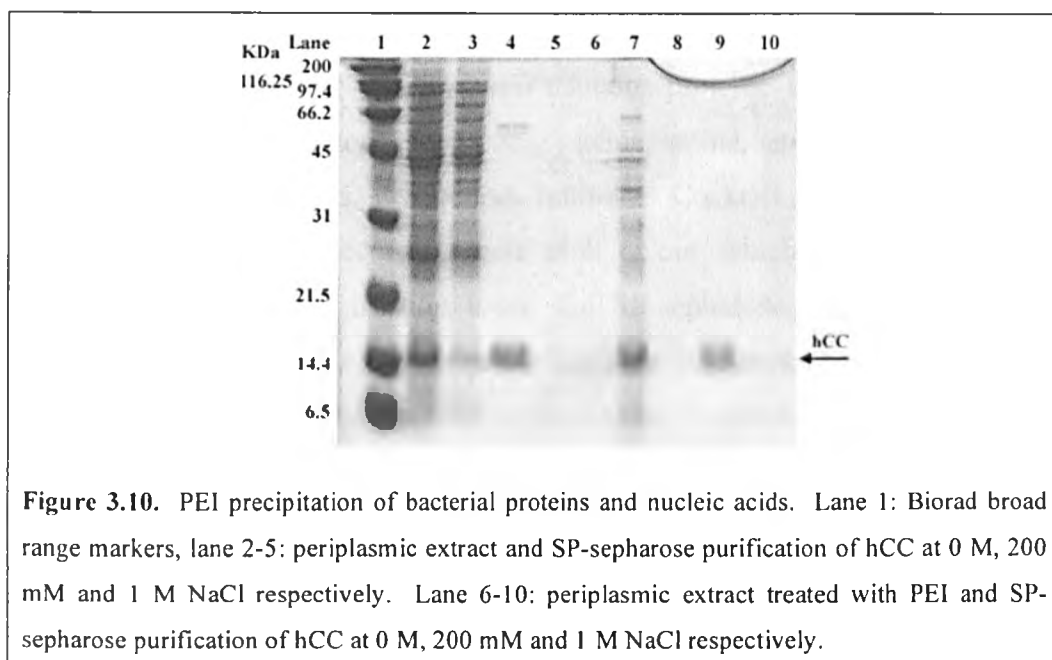 KDa Lane 1 2 3 4 5 6 7 8 9 10
200
116.25
97.4
66.2
45
31
21.5
hCC
14.4
6.5
Figure 3.10. PEI precipitation of bacterial proteins and nucleic acids. Lane 1: Biorad broad
range markers, lane 2-5: periplasmic extract and SP-sepharose purification of hCC at 0 M, 200
mM and 1 M NaCl respectively. Lane 6-10: periplasmic extract treated with PEI and SP-
sepharose purification of hCC at 0 M, 200 mM and 1 M NaCl respectively.